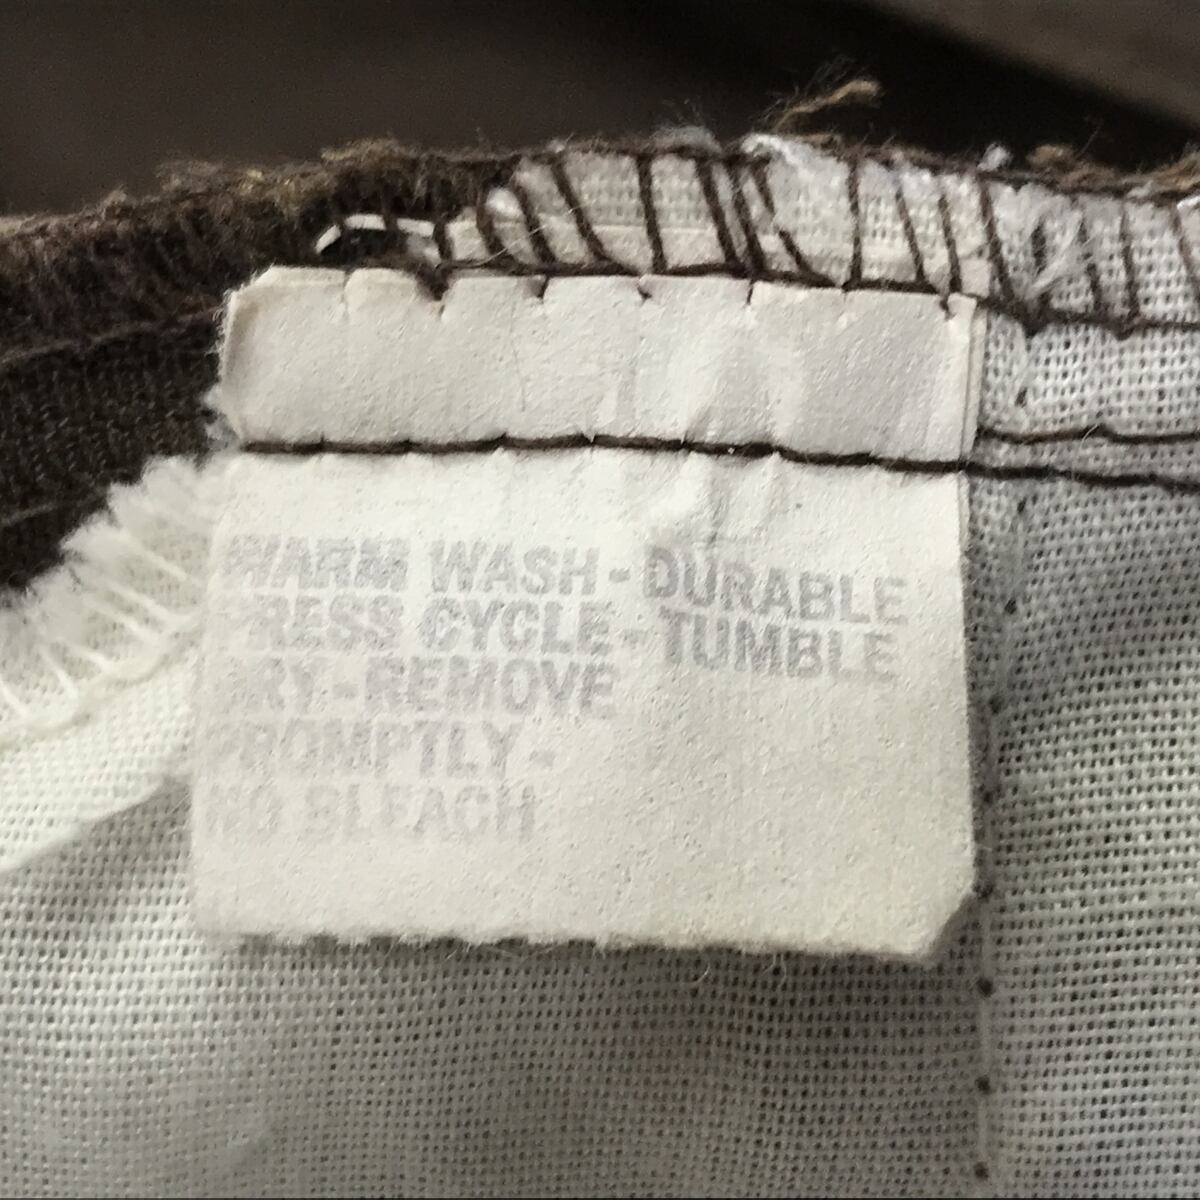 WARM WASH-DURABLE
PRESS CYCLE-TUMBLE
DRY-REMOVE
PROMPTLY-
NO BLEACH